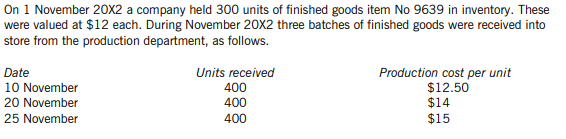 On 1 November 20X2 a company held 300 units of finished goods item No 9639 in inventory. These
were valued at $12 each. During November 20X2 three batches of finished goods were received into
store from the production department, as follows.
Date Units received Production cost per unit
10 November 400 $12.50
20 November 400 $14
25 November 400 $15